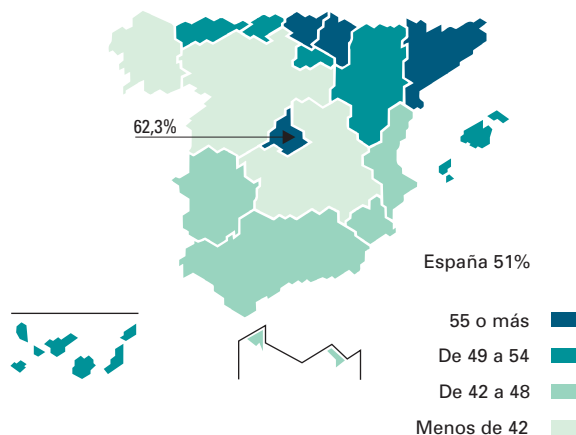 62,3%
España 51%
55 o más
De 49 a 54
De 42 a 48
Menos de 42